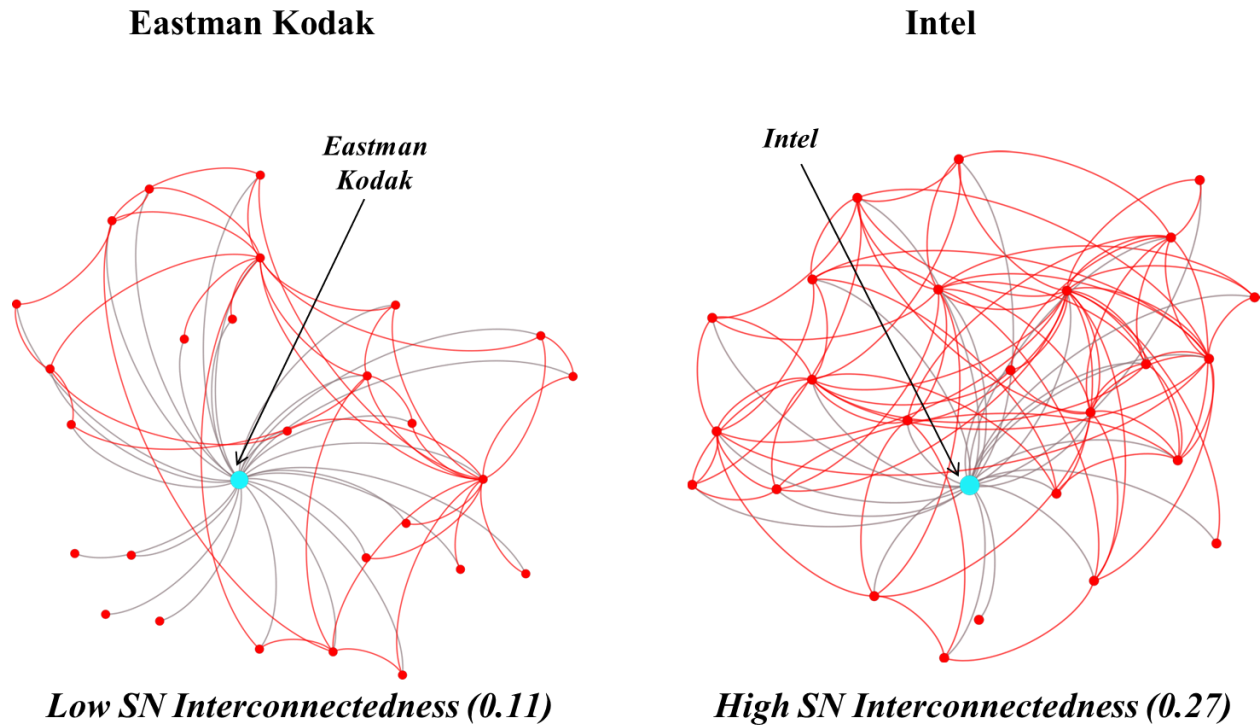 Eastman Kodak
Intel
Eastman
Kodak
Intel
Low SN Interconnectedness (0.11)
High SN Interconnectedness (0.27)